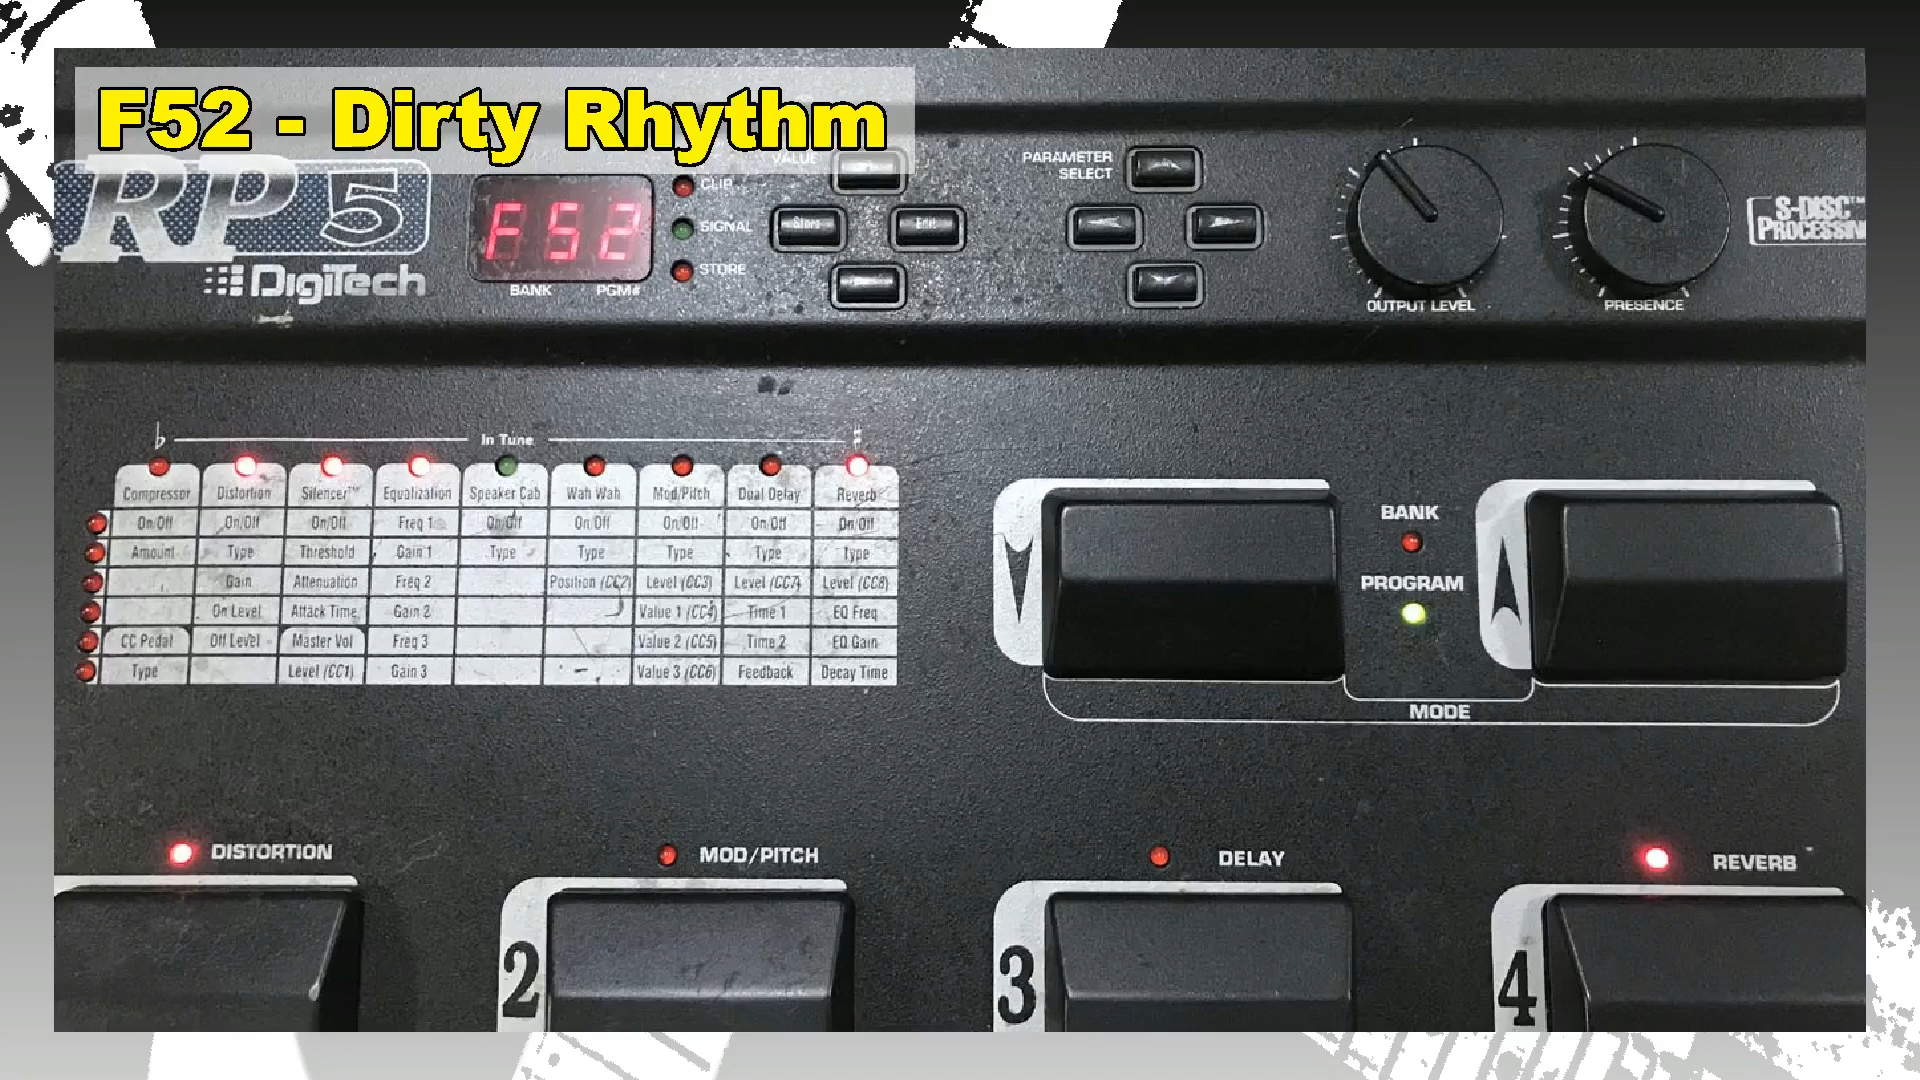 F52 - Dirty Rhythm
VALUE
RP 5
DigiTech
F52
BANK PGM#
CLIP
SIGNAL
STORE
Store
Edit
PARAMETER
SELECT
OUTPUT LEVEL
PRESENCE
S-DISC™
PROCESSIN
♭ In Tune ♯
Compressor Distortion Silencer™ Equalization Speaker Cab Wah Wah Mod/Pitch Dual Delay Reverb
On/Off On/Off On/Off Freq 1 On/Off On/Off On/Off On/Off On/Off
Amount Type Threshold Gain 1 Type Type Type Type Type
Gain Attenuation Freq 2 Position (CC2) Level (CC3) Level (CC7) Level (CC8)
On Level Attack Time Gain 2 Value 1 (CC4) Time 1 EQ Freq
CC Pedal Off Level Master Vol Freq 3 Value 2 (CC5) Time 2 EQ Gain
Type Level (CC1) Gain 3 Value 3 (CC6) Feedback Decay Time
BANK
PROGRAM
MODE
DISTORTION
MOD/PITCH
DELAY
REVERB
2
3
4